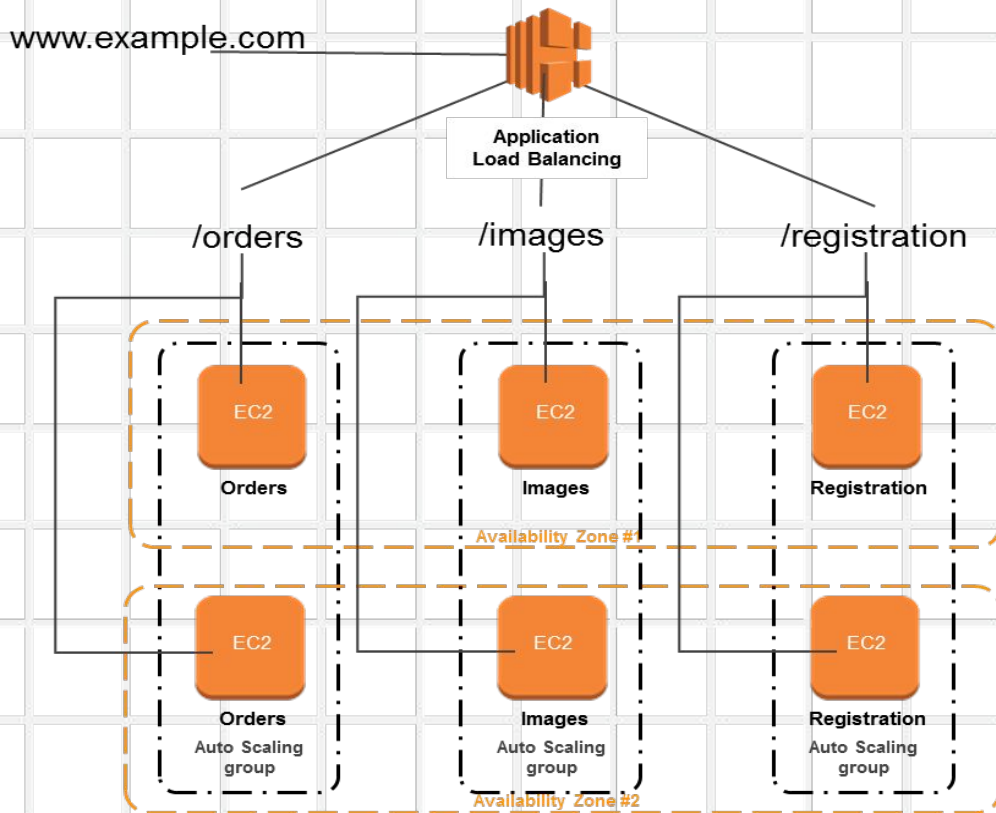 www.example.com
Application
Load Balancing
/orders
/images
/registration
EC2
EC2
EC2
Orders
Images
Registration
Availability Zone #1
EC2
EC2
EC2
Orders
Images
Registration
Auto Scaling
group
Auto Scaling
group
Auto Scaling
group
Availability Zone #2